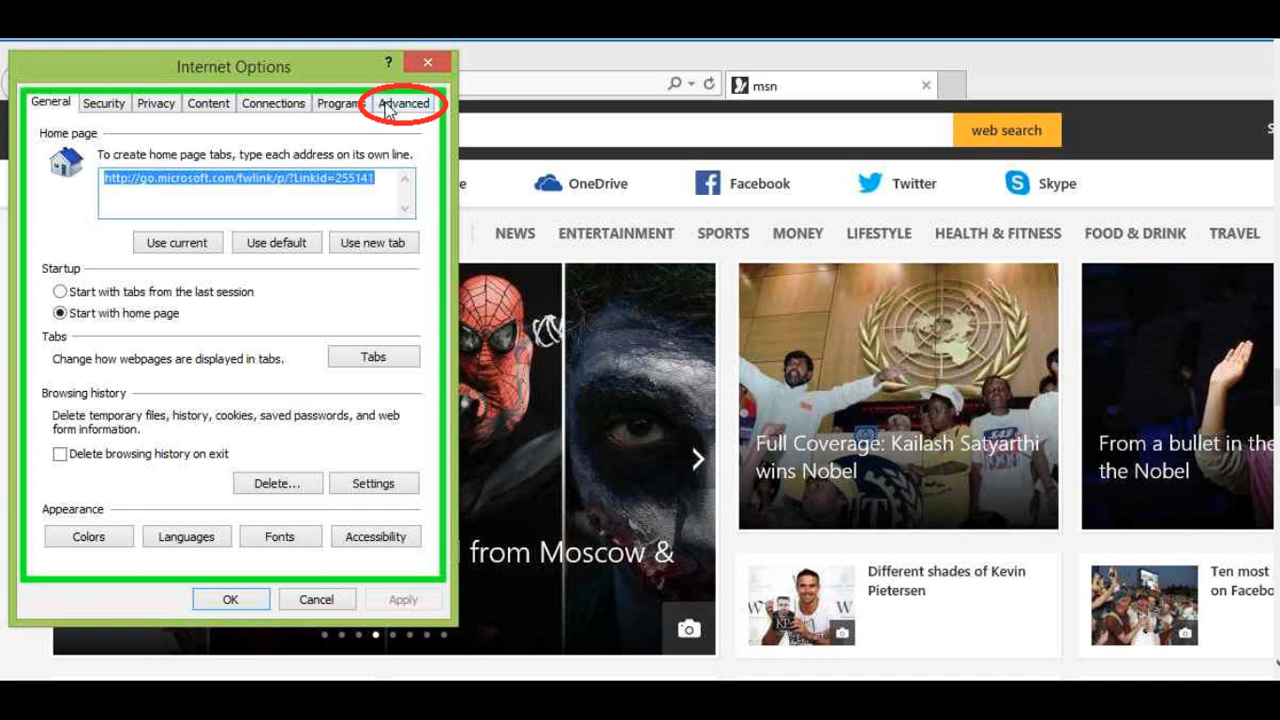 Internet Options
?
General Security Privacy Content Connections Programs Advanced
Home page
To create home page tabs, type each address on its own line.
http://go.microsoft.com/fwlink/p/?LinkId=255141
Use current Use default Use new tab
Startup
Start with tabs from the last session
Start with home page
Tabs
Change how webpages are displayed in tabs.
Tabs
Browsing history
Delete temporary files, history, cookies, saved passwords, and web
form information.
Delete browsing history on exit
Delete... Settings
Appearance
Colors Languages Fonts Accessibility
OK Cancel Apply
msn
web search
OneDrive Facebook Twitter Skype
NEWS ENTERTAINMENT SPORTS MONEY LIFESTYLE HEALTH & FITNESS FOOD & DRINK TRAVEL
from Moscow &
Full Coverage: Kailash Satyarthi
wins Nobel
From a bullet in the
the Nobel
Different shades of Kevin
Pietersen
Ten most
on Facebo